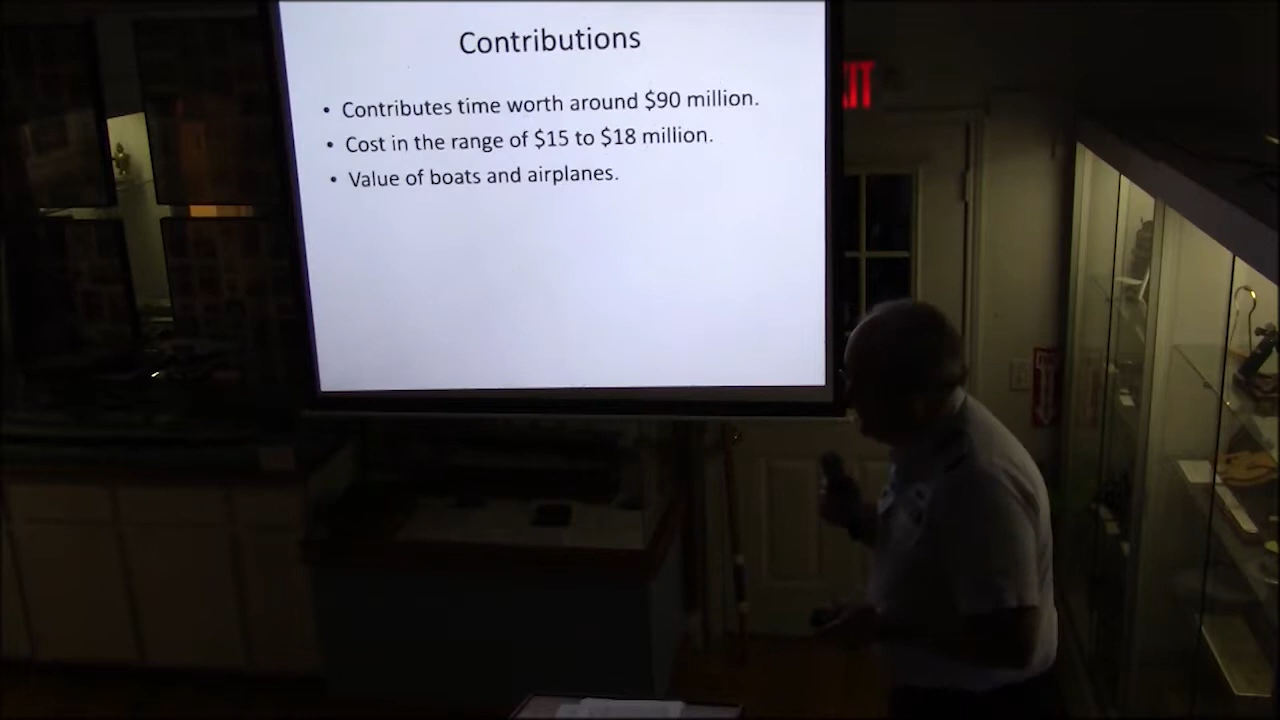 Contributions
• Contributes time worth around $90 million.
• Cost in the range of $15 to $18 million.
• Value of boats and airplanes.